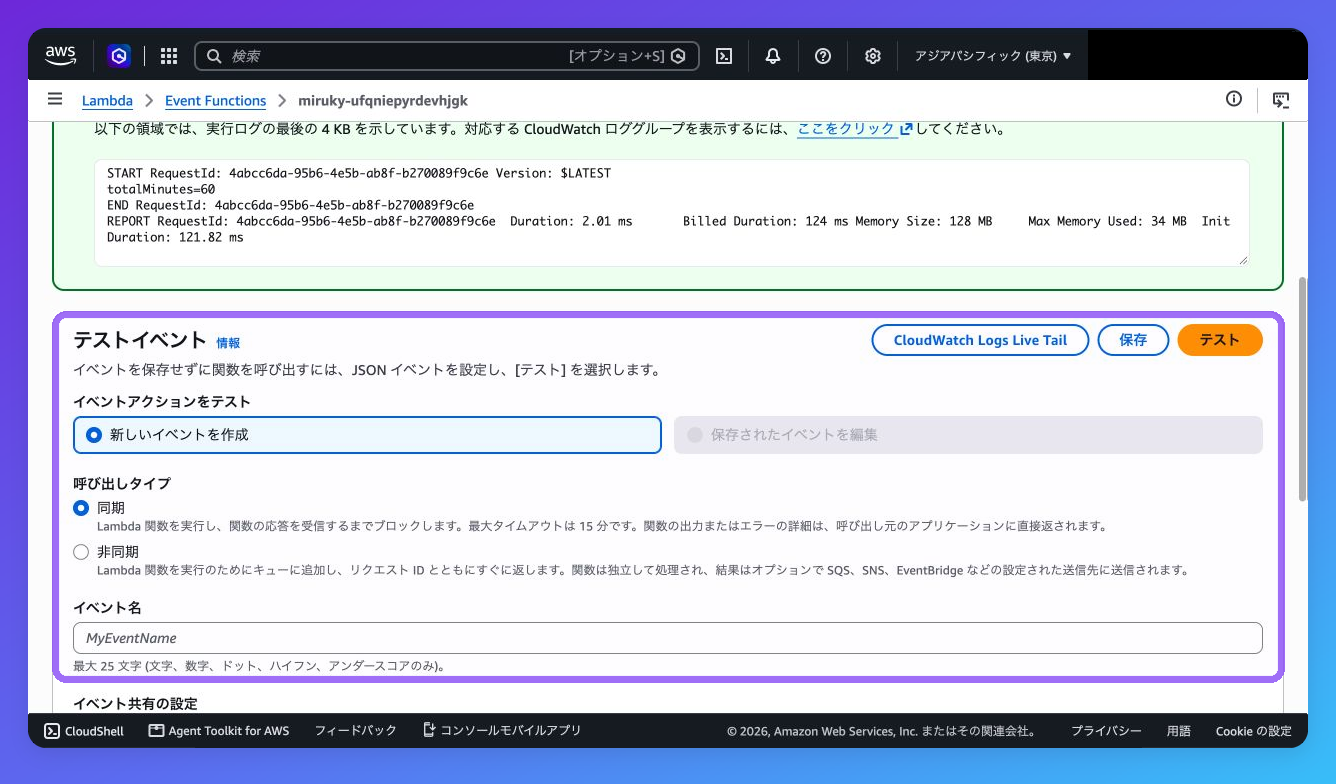 aws
検索 [オプション+S] アジアパシフィック (東京) ▼
Lambda > Event Functions > miruky-ufqniepyrdevhjgk
以下の領域では、実行ログの最後の 4 KB を示しています。対応する CloudWatch ロググループを表示するには、ここをクリック してください。
START RequestId: 4abcc6da-95b6-4e5b-ab8f-b270089f9c6e Version: $LATEST
totalMinutes=60
END RequestId: 4abcc6da-95b6-4e5b-ab8f-b270089f9c6e
REPORT RequestId: 4abcc6da-95b6-4e5b-ab8f-b270089f9c6e Duration: 2.01 ms Billed Duration: 124 ms Memory Size: 128 MB Max Memory Used: 34 MB Init
Duration: 121.82 ms
テストイベント 情報 CloudWatch Logs Live Tail 保存 テスト
イベントを保存せずに関数を呼び出すには、JSON イベントを設定し、[テスト] を選択します。
イベントアクションをテスト
新しいイベントを作成 保存されたイベントを編集
呼び出しタイプ
同期
Lambda 関数を実行し、関数の応答を受信するまでブロックします。最大タイムアウトは 15 分です。関数の出力またはエラーの詳細は、呼び出し元のアプリケーションに直接返されます。
非同期
Lambda 関数を実行のためにキューに追加し、リクエスト ID とともにすぐに返します。関数は独立して処理され、結果はオプションで SQS、SNS、EventBridge などの設定された送信先に送信されます。
イベント名
MyEventName
最大 25 文字 (文字、数字、ドット、ハイフン、アンダースコアのみ)。
イベント共有の設定
CloudShell Agent Toolkit for AWS フィードバック コンソールモバイルアプリ © 2026, Amazon Web Services, Inc. またはその関連会社。 プライバシー 用語 Cookie の設定